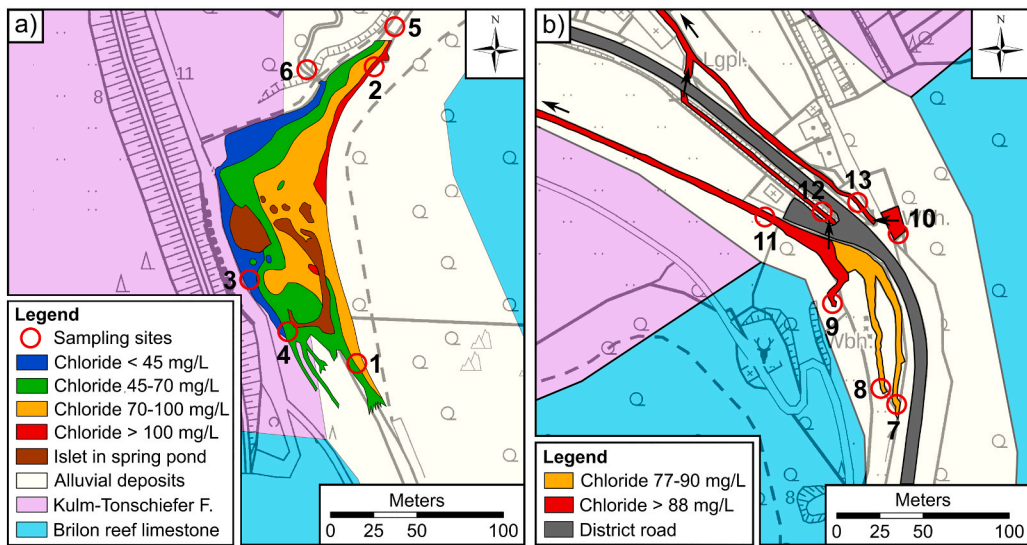 a)
N
5
6
2
11
8
3
4
1
Legend
Sampling sites
Chloride < 45 mg/L
Chloride 45-70 mg/L
Chloride 70-100 mg/L
Chloride > 100 mg/L
Islet in spring pond
Alluvial deposits
Kulm-Tonschiefer F.
Brilon reef limestone
Meters
0 25 50 100
b)
N
Lgpl.
12
13
10
11
9
Wbh.
8
7
8
Legend
Chloride 77-90 mg/L
Chloride > 88 mg/L
District road
Meters
0 25 50 100